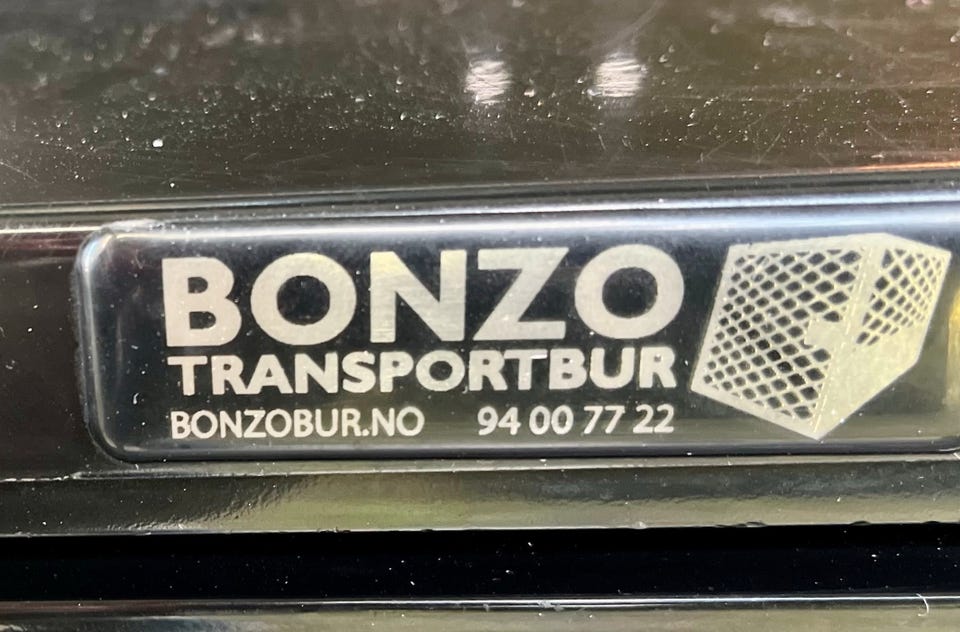 BONZO
TRANSPORTBUR
BONZOBUR.NO 94 00 77 22